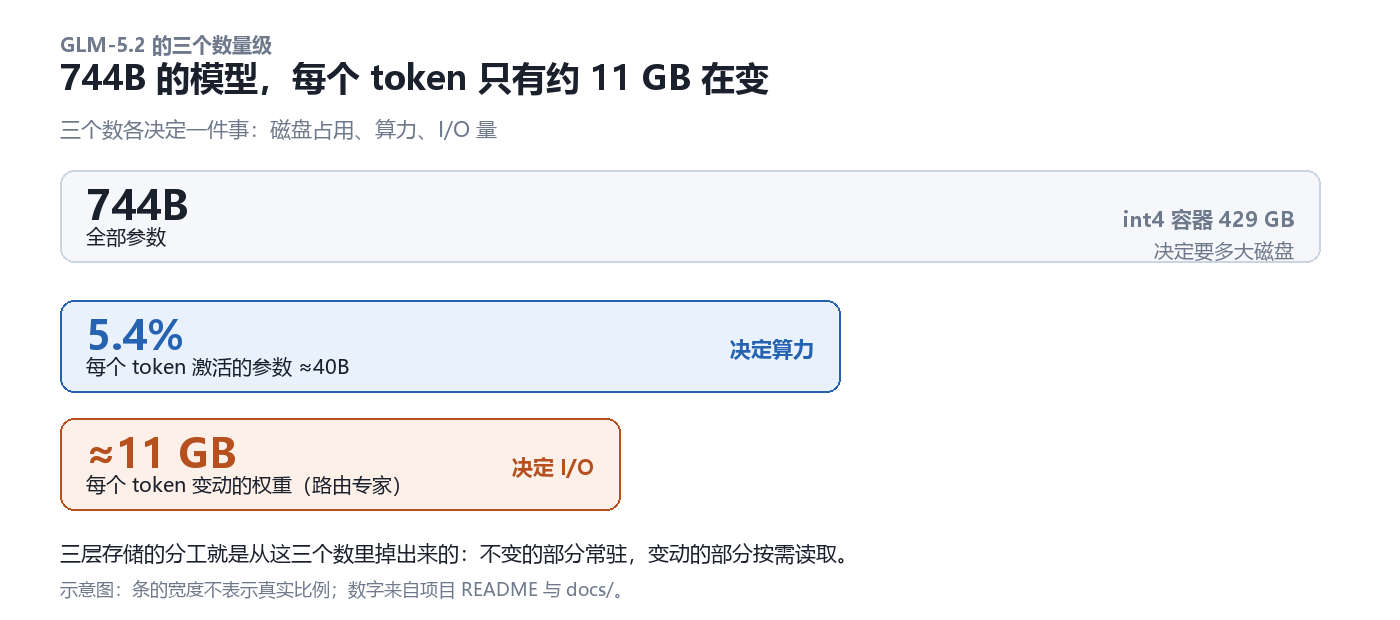 GLM-5.2 的三个数量级
744B 的模型，每个 token 只有约 11 GB 在变
三个数各决定一件事：磁盘占用、算力、I/O 量
744B
全部参数
int4 容器 429 GB
决定要多大磁盘
5.4%
每个 token 激活的参数 ≈40B
决定算力
≈11 GB
每个 token 变动的权重（路由专家）
决定 I/O
三层存储的分工就是从这三个数里掉出来的：不变的部分常驻，变动的部分按需读取。
示意图：条的宽度不表示真实比例；数字来自项目 README 与 docs/。